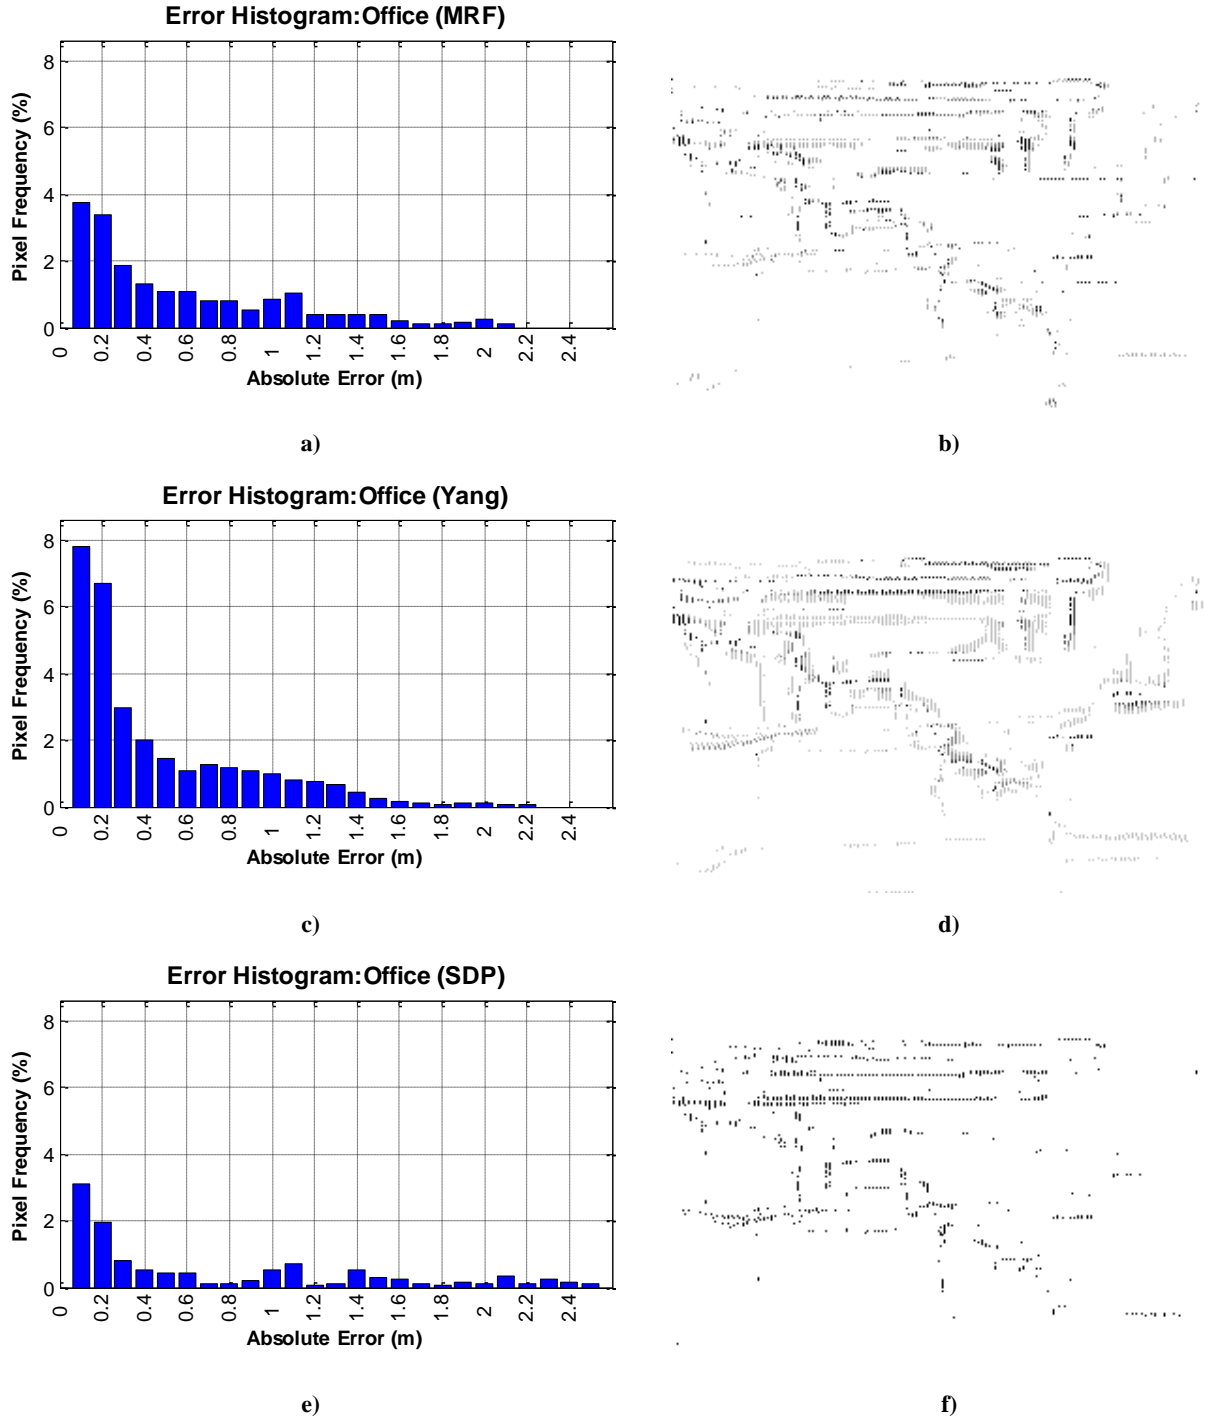 Error Histogram:Office (MRF)
8
6
4
2
0
Pixel Frequency (%)
0 0.2 0.4 0.6 0.8 1 1.2 1.4 1.6 1.8 2 2.2 2.4
Absolute Error (m)
a)
b)
Error Histogram:Office (Yang)
8
6
4
2
0
Pixel Frequency (%)
0 0.2 0.4 0.6 0.8 1 1.2 1.4 1.6 1.8 2 2.2 2.4
Absolute Error (m)
c)
d)
Error Histogram:Office (SDP)
8
6
4
2
0
Pixel Frequency (%)
0 0.2 0.4 0.6 0.8 1 1.2 1.4 1.6 1.8 2 2.2 2.4
Absolute Error (m)
e)
f)